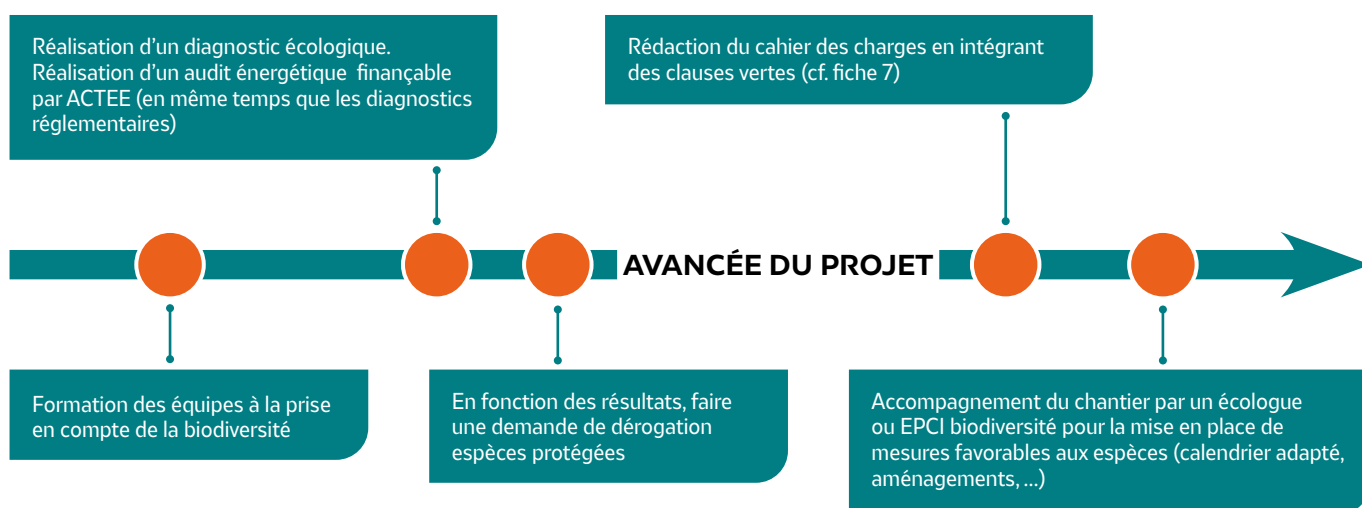 Réalisation d'un diagnostic écologique.
Réalisation d'un audit énergétique finançable
par ACTEE (en même temps que les diagnostics
réglementaires)
Rédaction du cahier des charges en intégrant
des clauses vertes (cf. fiche 7)
AVANCÉE DU PROJET
Formation des équipes à la prise
en compte de la biodiversité
En fonction des résultats, faire
une demande de dérogation
espèces protégées
Accompagnement du chantier par un écologue
ou EPCI biodiversité pour la mise en place de
mesures favorables aux espèces (calendrier adapté,
aménagements, ...)